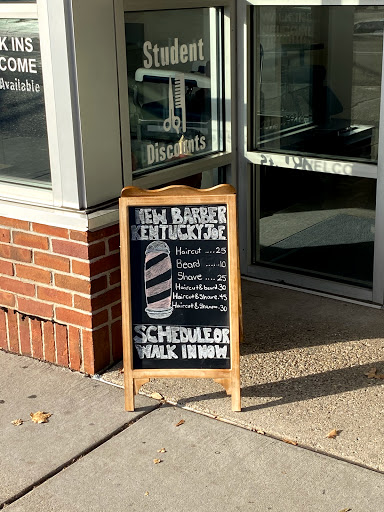 K INS
COME
Available
Student
Discounts
NEW BARBER
KENTUCKY JOE
Haircut .... 25
Beard ..... 10
Shave .... 25
Haircut & beard. 30
Haircut & Shave. 45
Haircut & Sham.. 30
SCHEDULE OR
WALK IN NOW